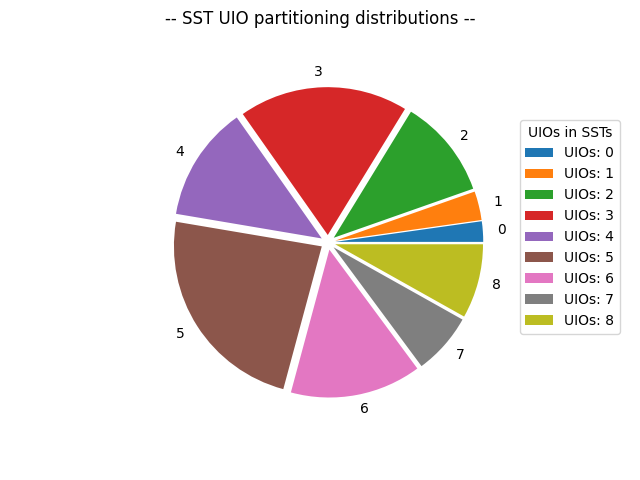 -- SST UIO partitioning distributions --
3
2
4
1
0
8
5
7
6
UIOs in SSTs
UIOs: 0
UIOs: 1
UIOs: 2
UIOs: 3
UIOs: 4
UIOs: 5
UIOs: 6
UIOs: 7
UIOs: 8